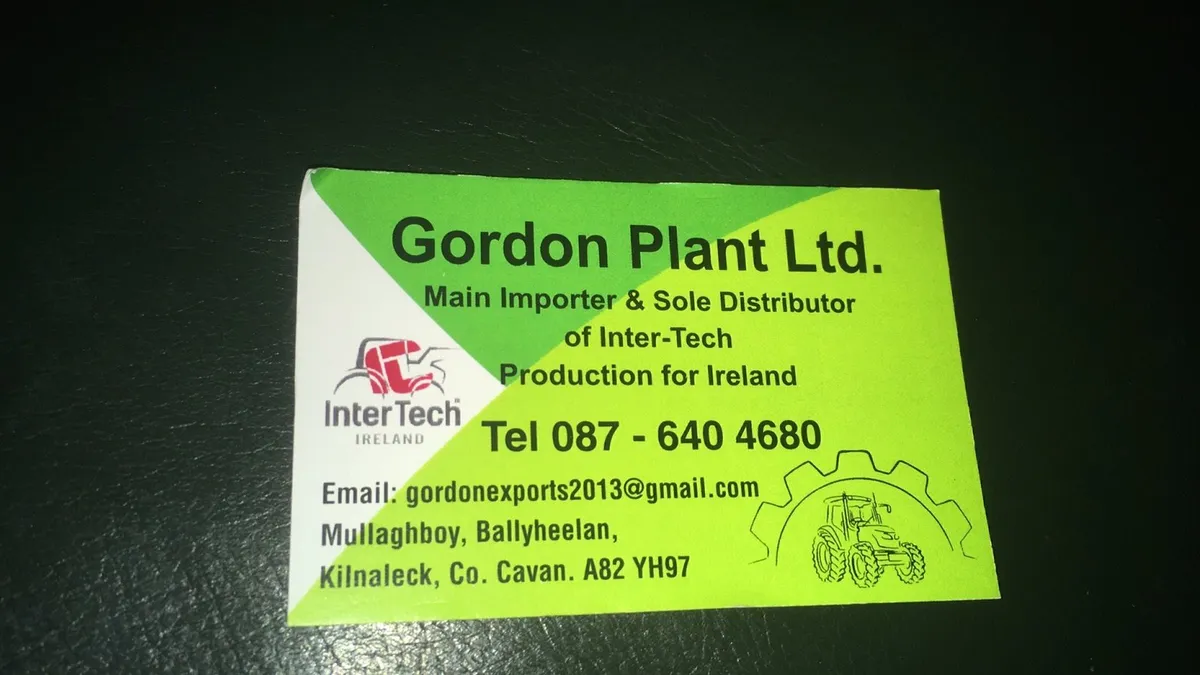 Gordon Plant Ltd.
Main Importer & Sole Distributor
of Inter-Tech
Production for Ireland
InterTech
IRELAND
Tel 087 - 640 4680
Email: gordonexports2013@gmail.com
Mullaghboy, Ballyheelan,
Kilnaleck, Co. Cavan. A82 YH97